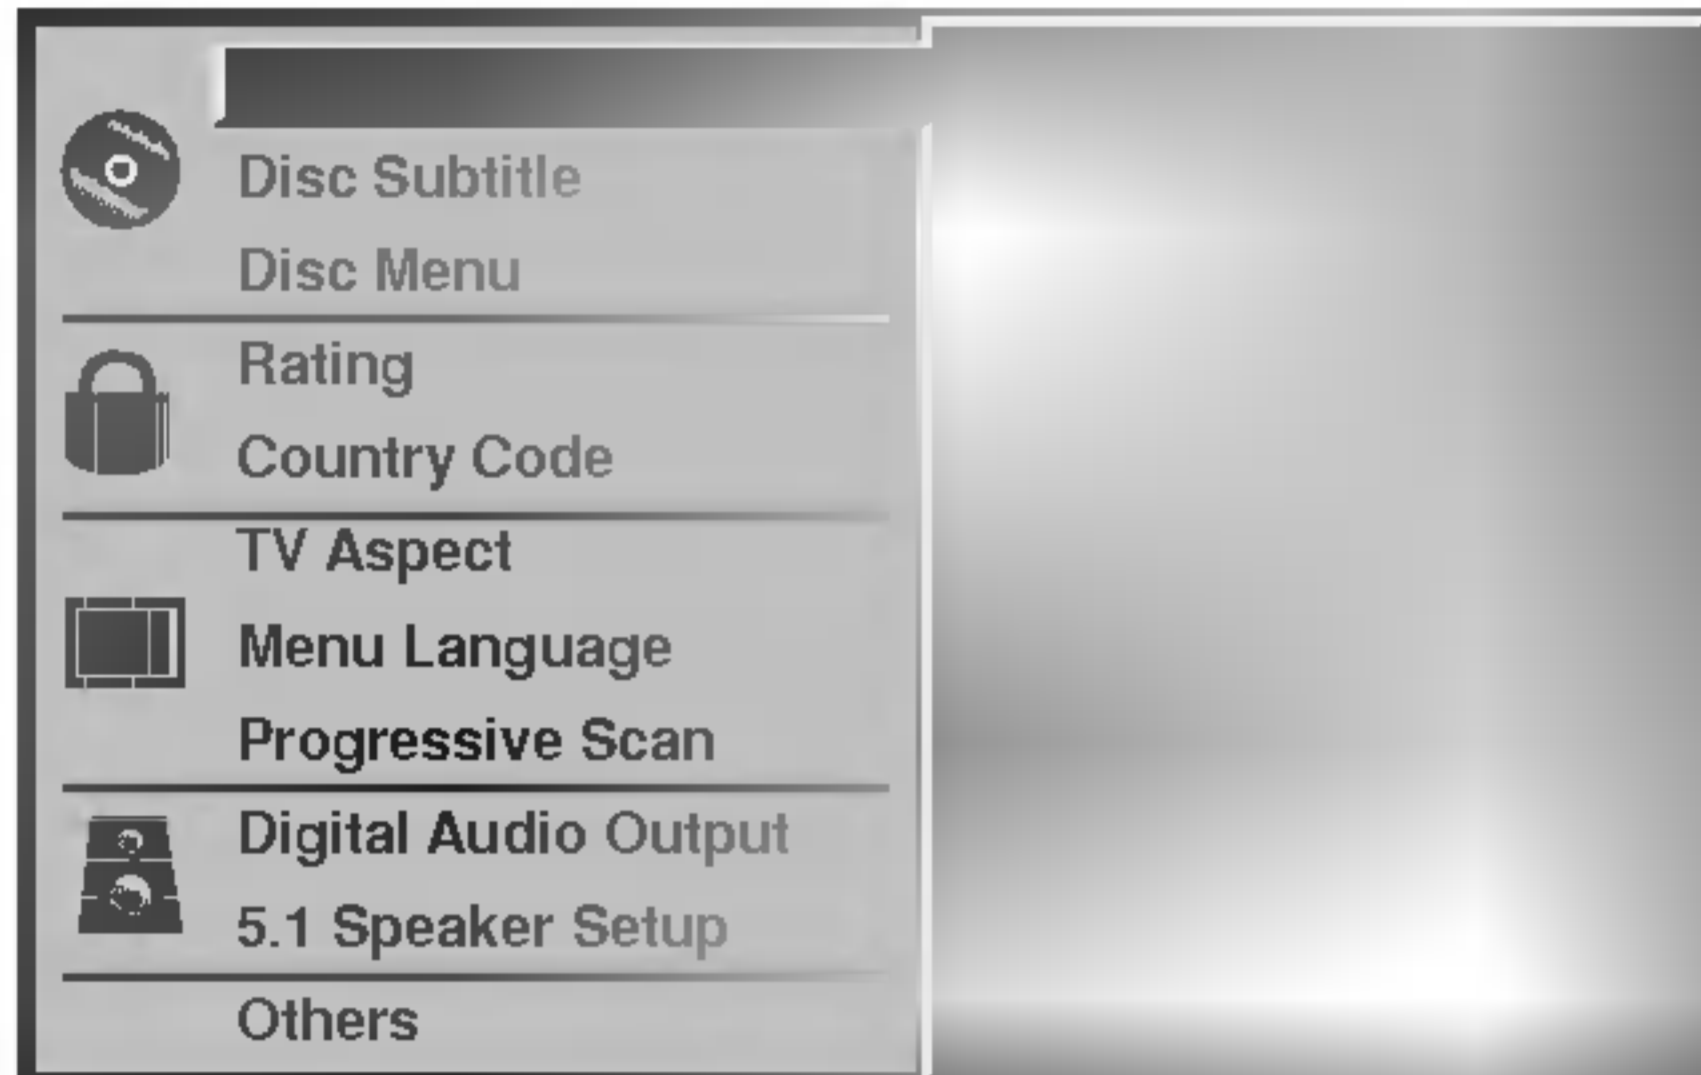 Disc Subtitle
Disc Menu
Rating
Country Code
TV Aspect
Menu Language
Progressive Scan
Digital Audio Output
5.1 Speaker Setup
Others